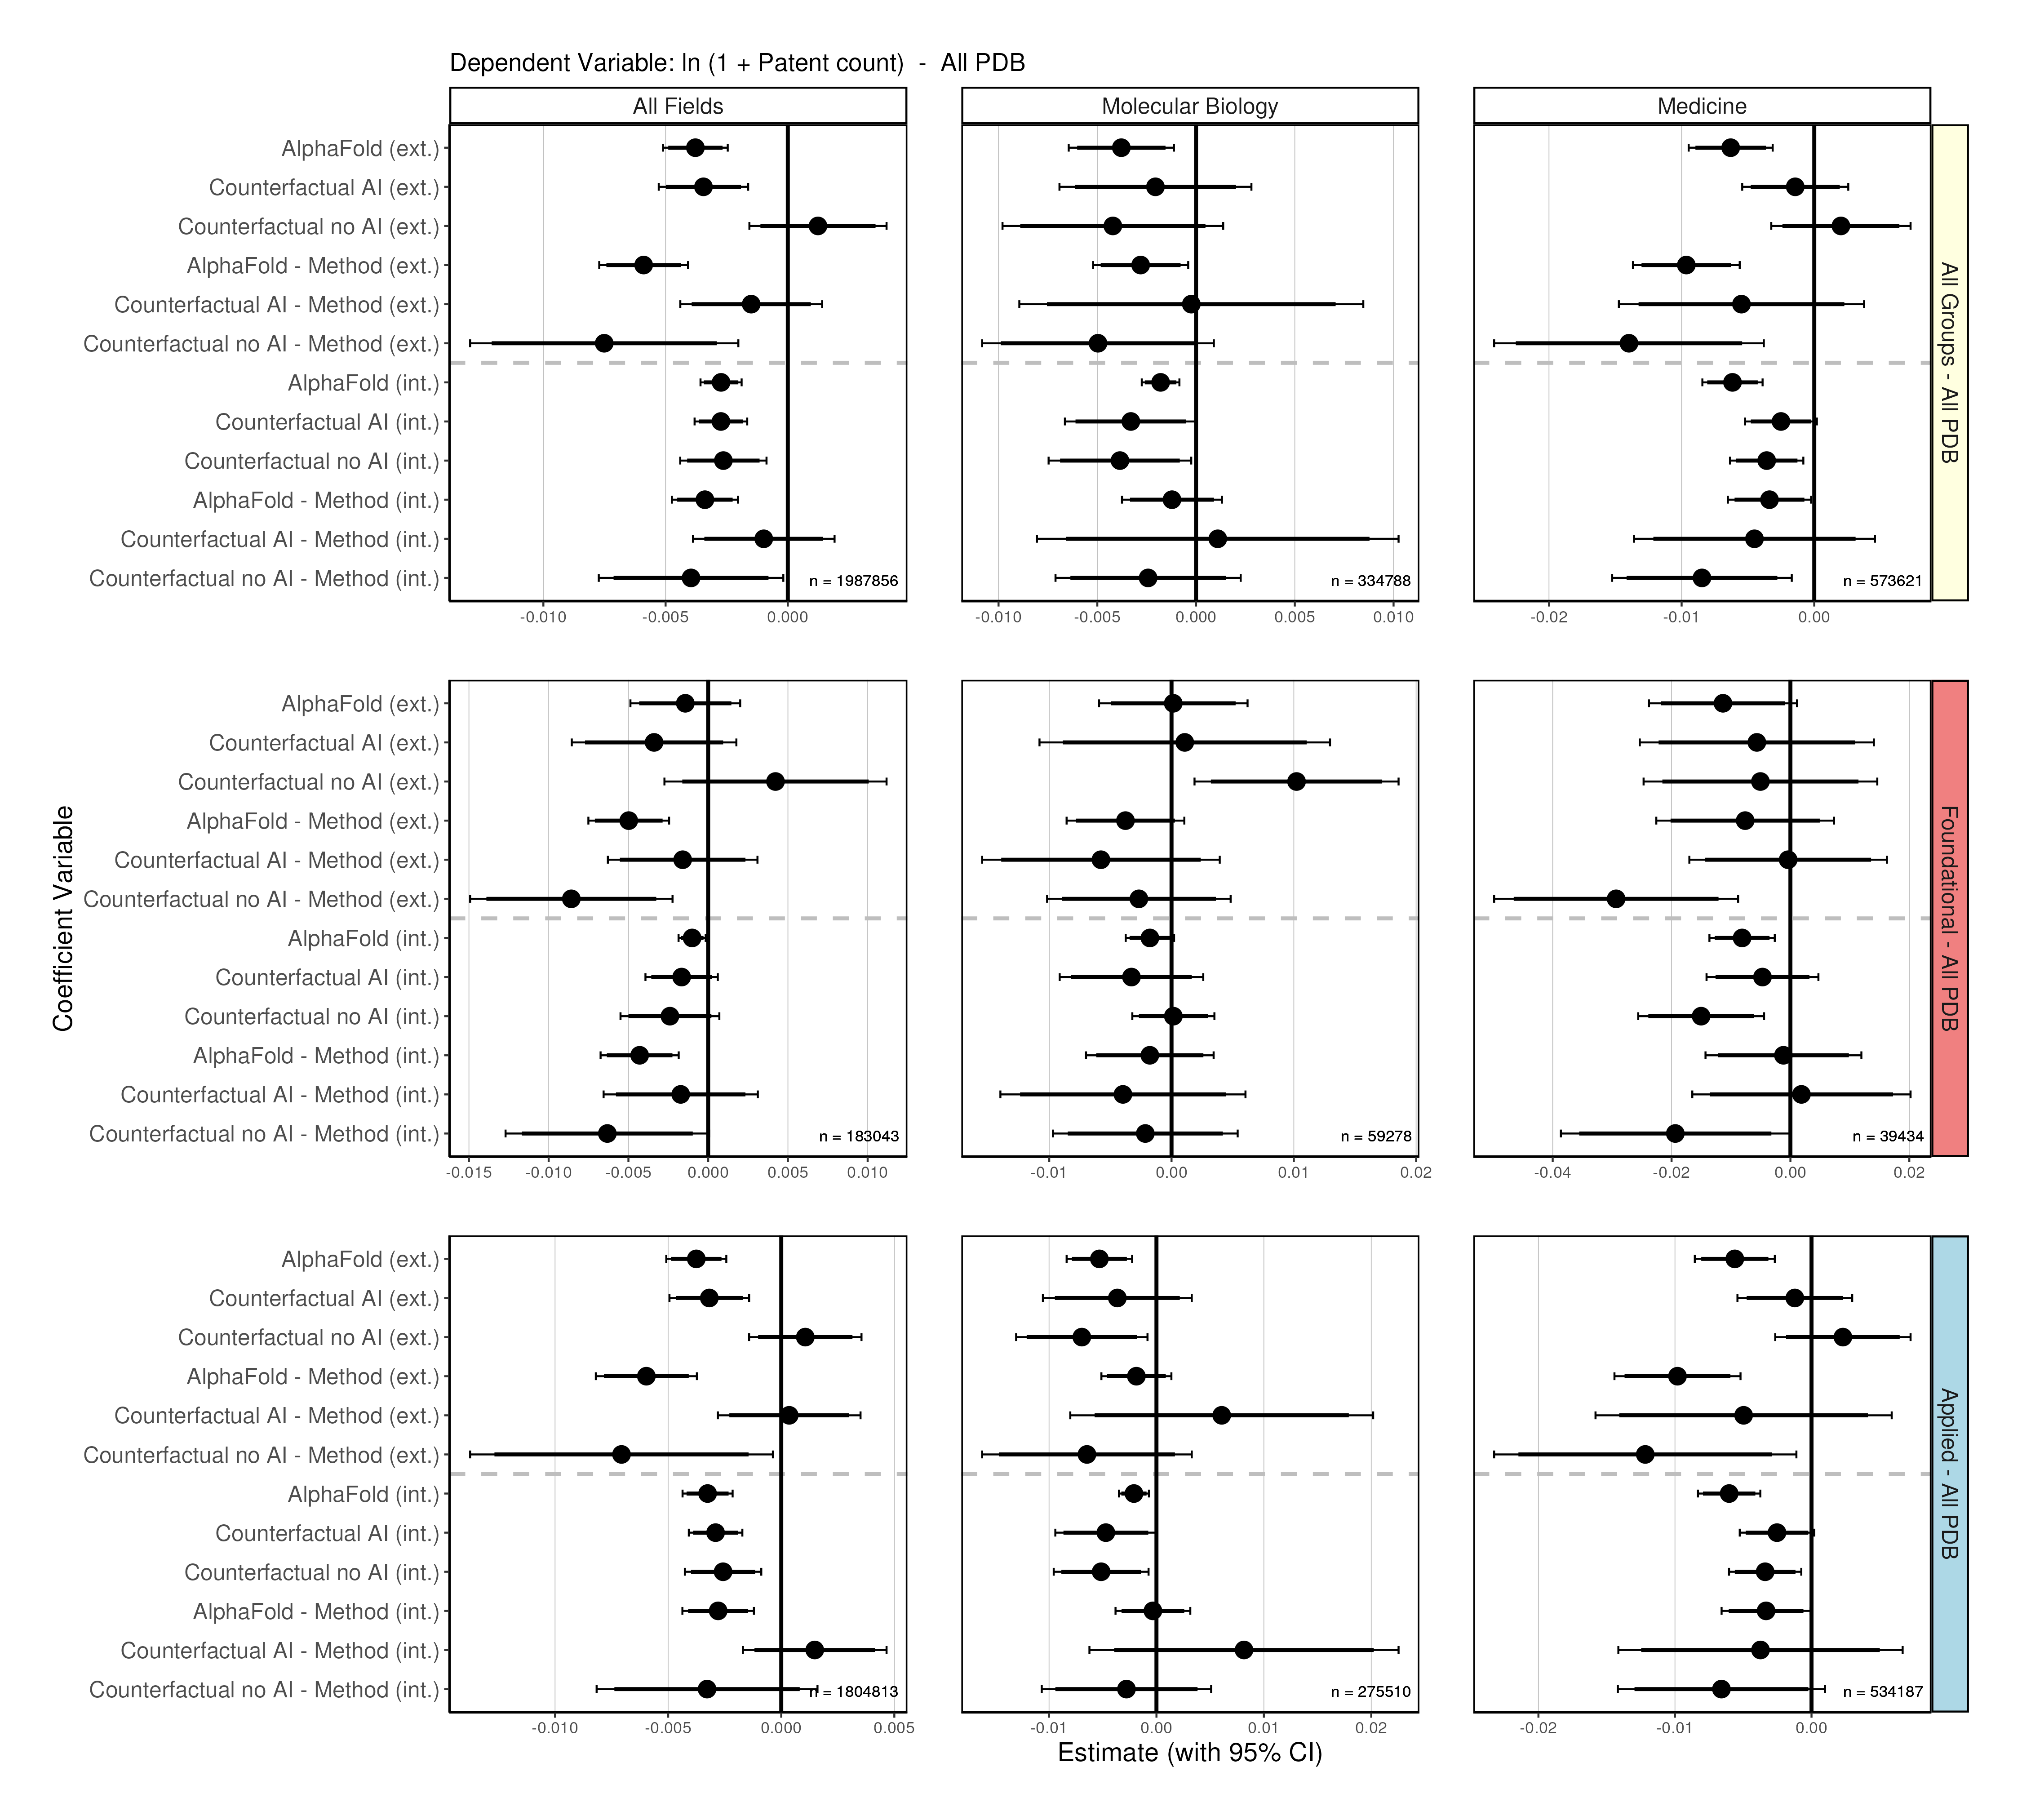 Dependent Variable: ln (1 + Patent count)  -  All PDB
All Fields
Molecular Biology
Medicine
AlphaFold (ext.)
Counterfactual AI (ext.)
Counterfactual no AI (ext.)
AlphaFold - Method (ext.)
Counterfactual AI - Method (ext.)
Counterfactual no AI - Method (ext.)
AlphaFold (int.)
Counterfactual AI (int.)
Counterfactual no AI (int.)
AlphaFold - Method (int.)
Counterfactual AI - Method (int.)
Counterfactual no AI - Method (int.)
n = 1987856
n = 334788
n = 573621
All Groups - All PDB
-0.010 -0.005 0.000
-0.010 -0.005 0.000 0.005 0.010
-0.02 -0.01 0.00
Coefficient Variable
AlphaFold (ext.)
Counterfactual AI (ext.)
Counterfactual no AI (ext.)
AlphaFold - Method (ext.)
Counterfactual AI - Method (ext.)
Counterfactual no AI - Method (ext.)
AlphaFold (int.)
Counterfactual AI (int.)
Counterfactual no AI (int.)
AlphaFold - Method (int.)
Counterfactual AI - Method (int.)
Counterfactual no AI - Method (int.)
n = 183043
n = 59278
n = 39434
Foundational - All PDB
-0.015 -0.010 -0.005 0.000 0.005 0.010
-0.01 0.00 0.01 0.02
-0.04 -0.02 0.00 0.02
AlphaFold (ext.)
Counterfactual AI (ext.)
Counterfactual no AI (ext.)
AlphaFold - Method (ext.)
Counterfactual AI - Method (ext.)
Counterfactual no AI - Method (ext.)
AlphaFold (int.)
Counterfactual AI (int.)
Counterfactual no AI (int.)
AlphaFold - Method (int.)
Counterfactual AI - Method (int.)
Counterfactual no AI - Method (int.)
n = 1804813
n = 275510
n = 534187
Applied - All PDB
-0.010 -0.005 0.000 0.005
-0.01 0.00 0.01 0.02
-0.02 -0.01 0.00
Estimate (with 95% CI)